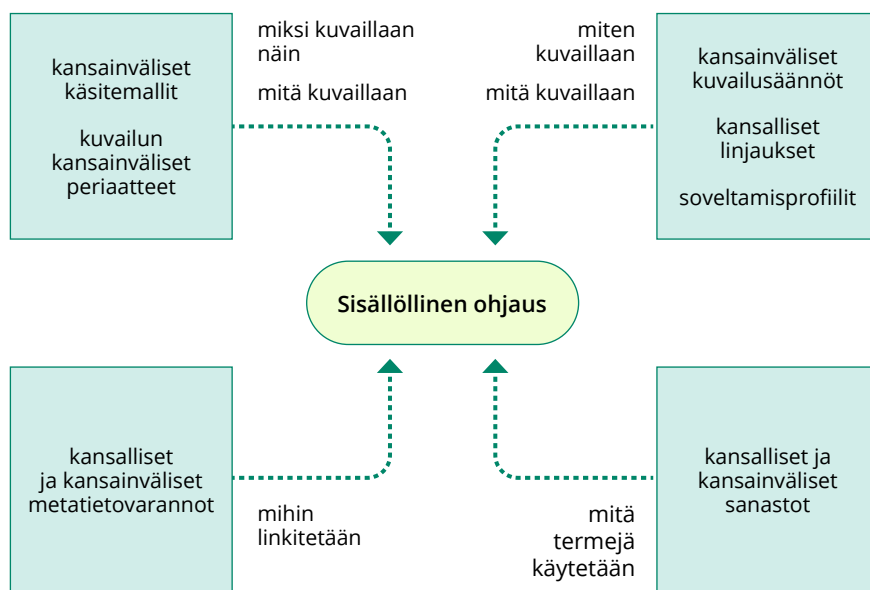 kansainväliset
käsitemallit
kuvailun
kansainväliset
periaatteet
miksi kuvaillaan
näin
mitä kuvaillaan
miten
kuvaillaan
mitä kuvaillaan
kansainväliset
kuvailusäännöt
kansalliset
linjaukset
soveltamisprofiilit
Sisällöllinen ohjaus
kansalliset
ja kansainväliset
metatietovarannot
mihin
linkitetään
mitä
termejä
käytetään
kansalliset ja
kansainväliset
sanastot